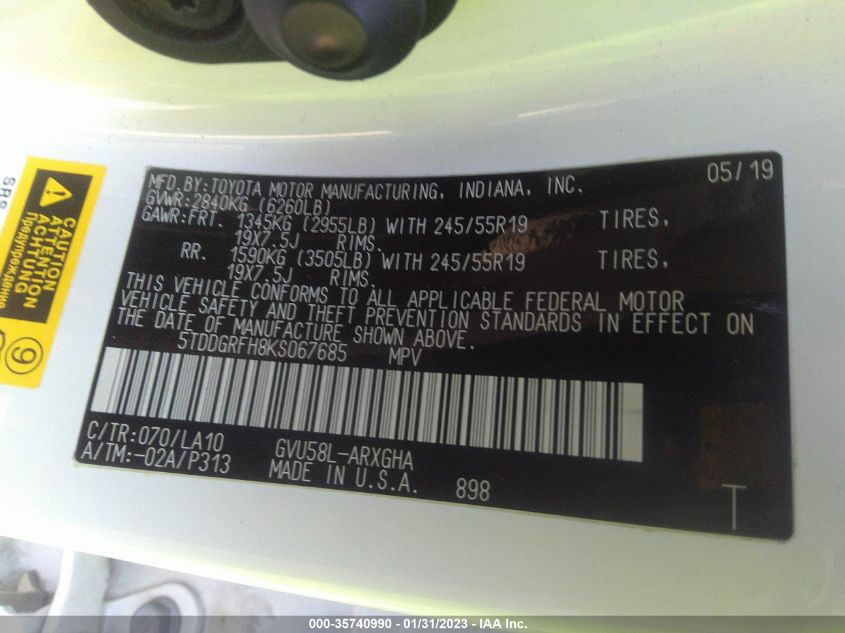 MFD. BY: TOYOTA MOTOR MANUFACTURING, INDIANA, INC. 05/19
GVWR: 2840KG (6260LB)
GAWR: FRT. 1345KG (2955LB) WITH 245/55R19 TIRES,
19X7.5J RIMS.
RR. 1590KG (3505LB) WITH 245/55R19 TIRES,
19X7.5J RIMS.
THIS VEHICLE CONFORMS TO ALL APPLICABLE FEDERAL MOTOR
VEHICLE SAFETY AND THEFT PREVENTION STANDARDS IN EFFECT ON
THE DATE OF MANUFACTURE SHOWN ABOVE.
5TDDGRFH8KS067685 MPV
C/TR: 070/LA10 GVU58L-ARXGHA
A/TM: -02A/P313 MADE IN U.S.A. 898
T
CAUTION
ATTENTION
ACHTUNG
Предупреждение
9
SRS
000-35740990 - 01/31/2023 - IAA Inc.